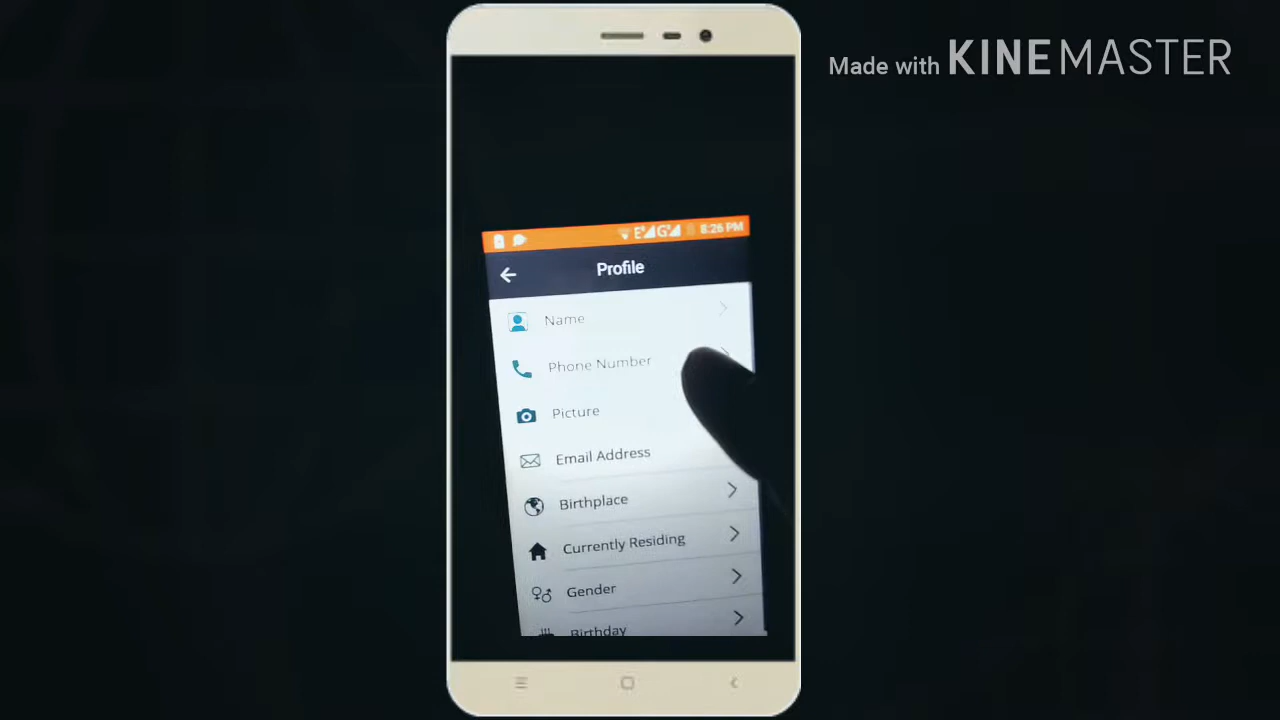 Made with KINEMASTER
E G 8:26 PM
Profile
Name
Phone Number
Picture
Email Address
Birthplace
Currently Residing
Gender
Birthday